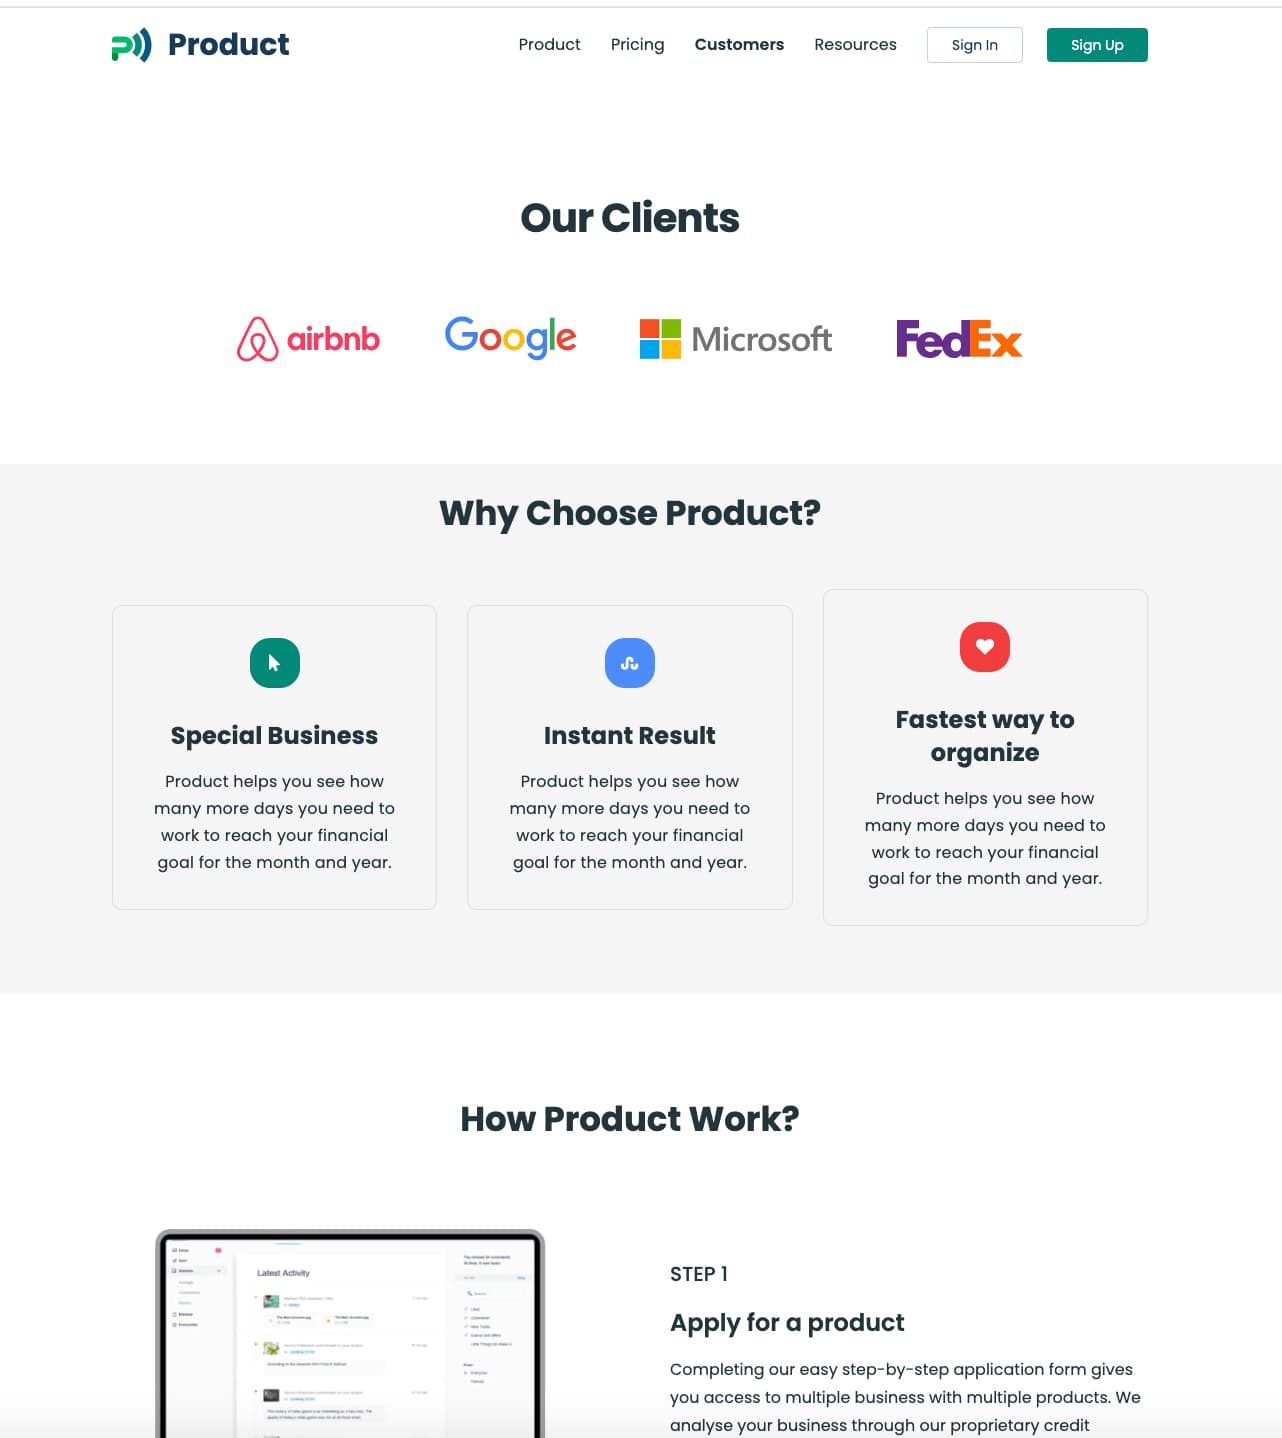 Product
Product Pricing Customers Resources Sign In Sign Up
Our Clients
airbnb
Google
Microsoft
FedEx
Why Choose Product?
Special Business
Product helps you see how
many more days you need to
work to reach your financial
goal for the month and year.
Instant Result
Product helps you see how
many more days you need to
work to reach your financial
goal for the month and year.
Fastest way to
organize
Product helps you see how
many more days you need to
work to reach your financial
goal for the month and year.
How Product Work?
Latest Activity
STEP 1
Apply for a product
Completing our easy step-by-step application form gives
you access to multiple business with multiple products. We
analyse your business through our proprietary credit